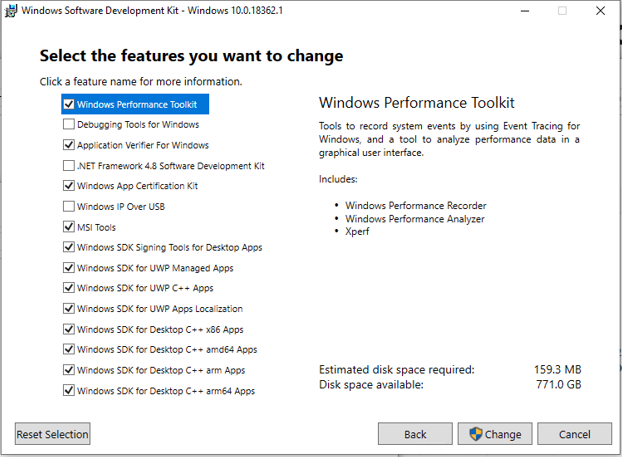 Windows Software Development Kit - Windows 10.0.18362.1
Select the features you want to change
Click a feature name for more information.
Windows Performance Toolkit
Debugging Tools for Windows
Application Verifier For Windows
.NET Framework 4.8 Software Development Kit
Windows App Certification Kit
Windows IP Over USB
MSI Tools
Windows SDK Signing Tools for Desktop Apps
Windows SDK for UWP Managed Apps
Windows SDK for UWP C++ Apps
Windows SDK for UWP Apps Localization
Windows SDK for Desktop C++ x86 Apps
Windows SDK for Desktop C++ amd64 Apps
Windows SDK for Desktop C++ arm Apps
Windows SDK for Desktop C++ arm64 Apps
Windows Performance Toolkit
Tools to record system events by using Event Tracing for
Windows, and a tool to analyze performance data in a
graphical user interface.
Includes:
• Windows Performance Recorder
• Windows Performance Analyzer
• Xperf
Estimated disk space required: 159.3 MB
Disk space available: 771.0 GB
Reset Selection
Back
Change
Cancel